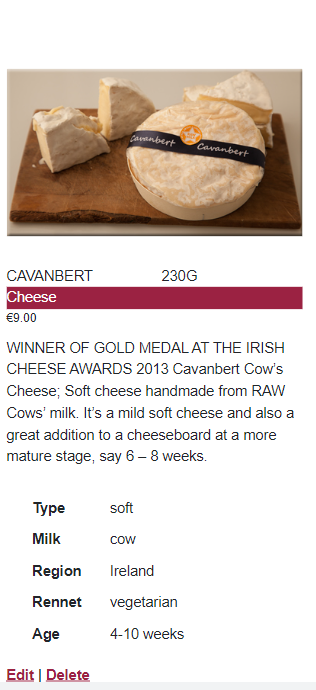 Cavanbert Cavanbert
CAVANBERT 230G
Cheese
€9.00
WINNER OF GOLD MEDAL AT THE IRISH
CHEESE AWARDS 2013 Cavanbert Cow’s
Cheese; Soft cheese handmade from RAW
Cows’ milk. It’s a mild soft cheese and also a
great addition to a cheeseboard at a more
mature stage, say 6 – 8 weeks.
Type soft
Milk cow
Region Ireland
Rennet vegetarian
Age 4-10 weeks
Edit | Delete